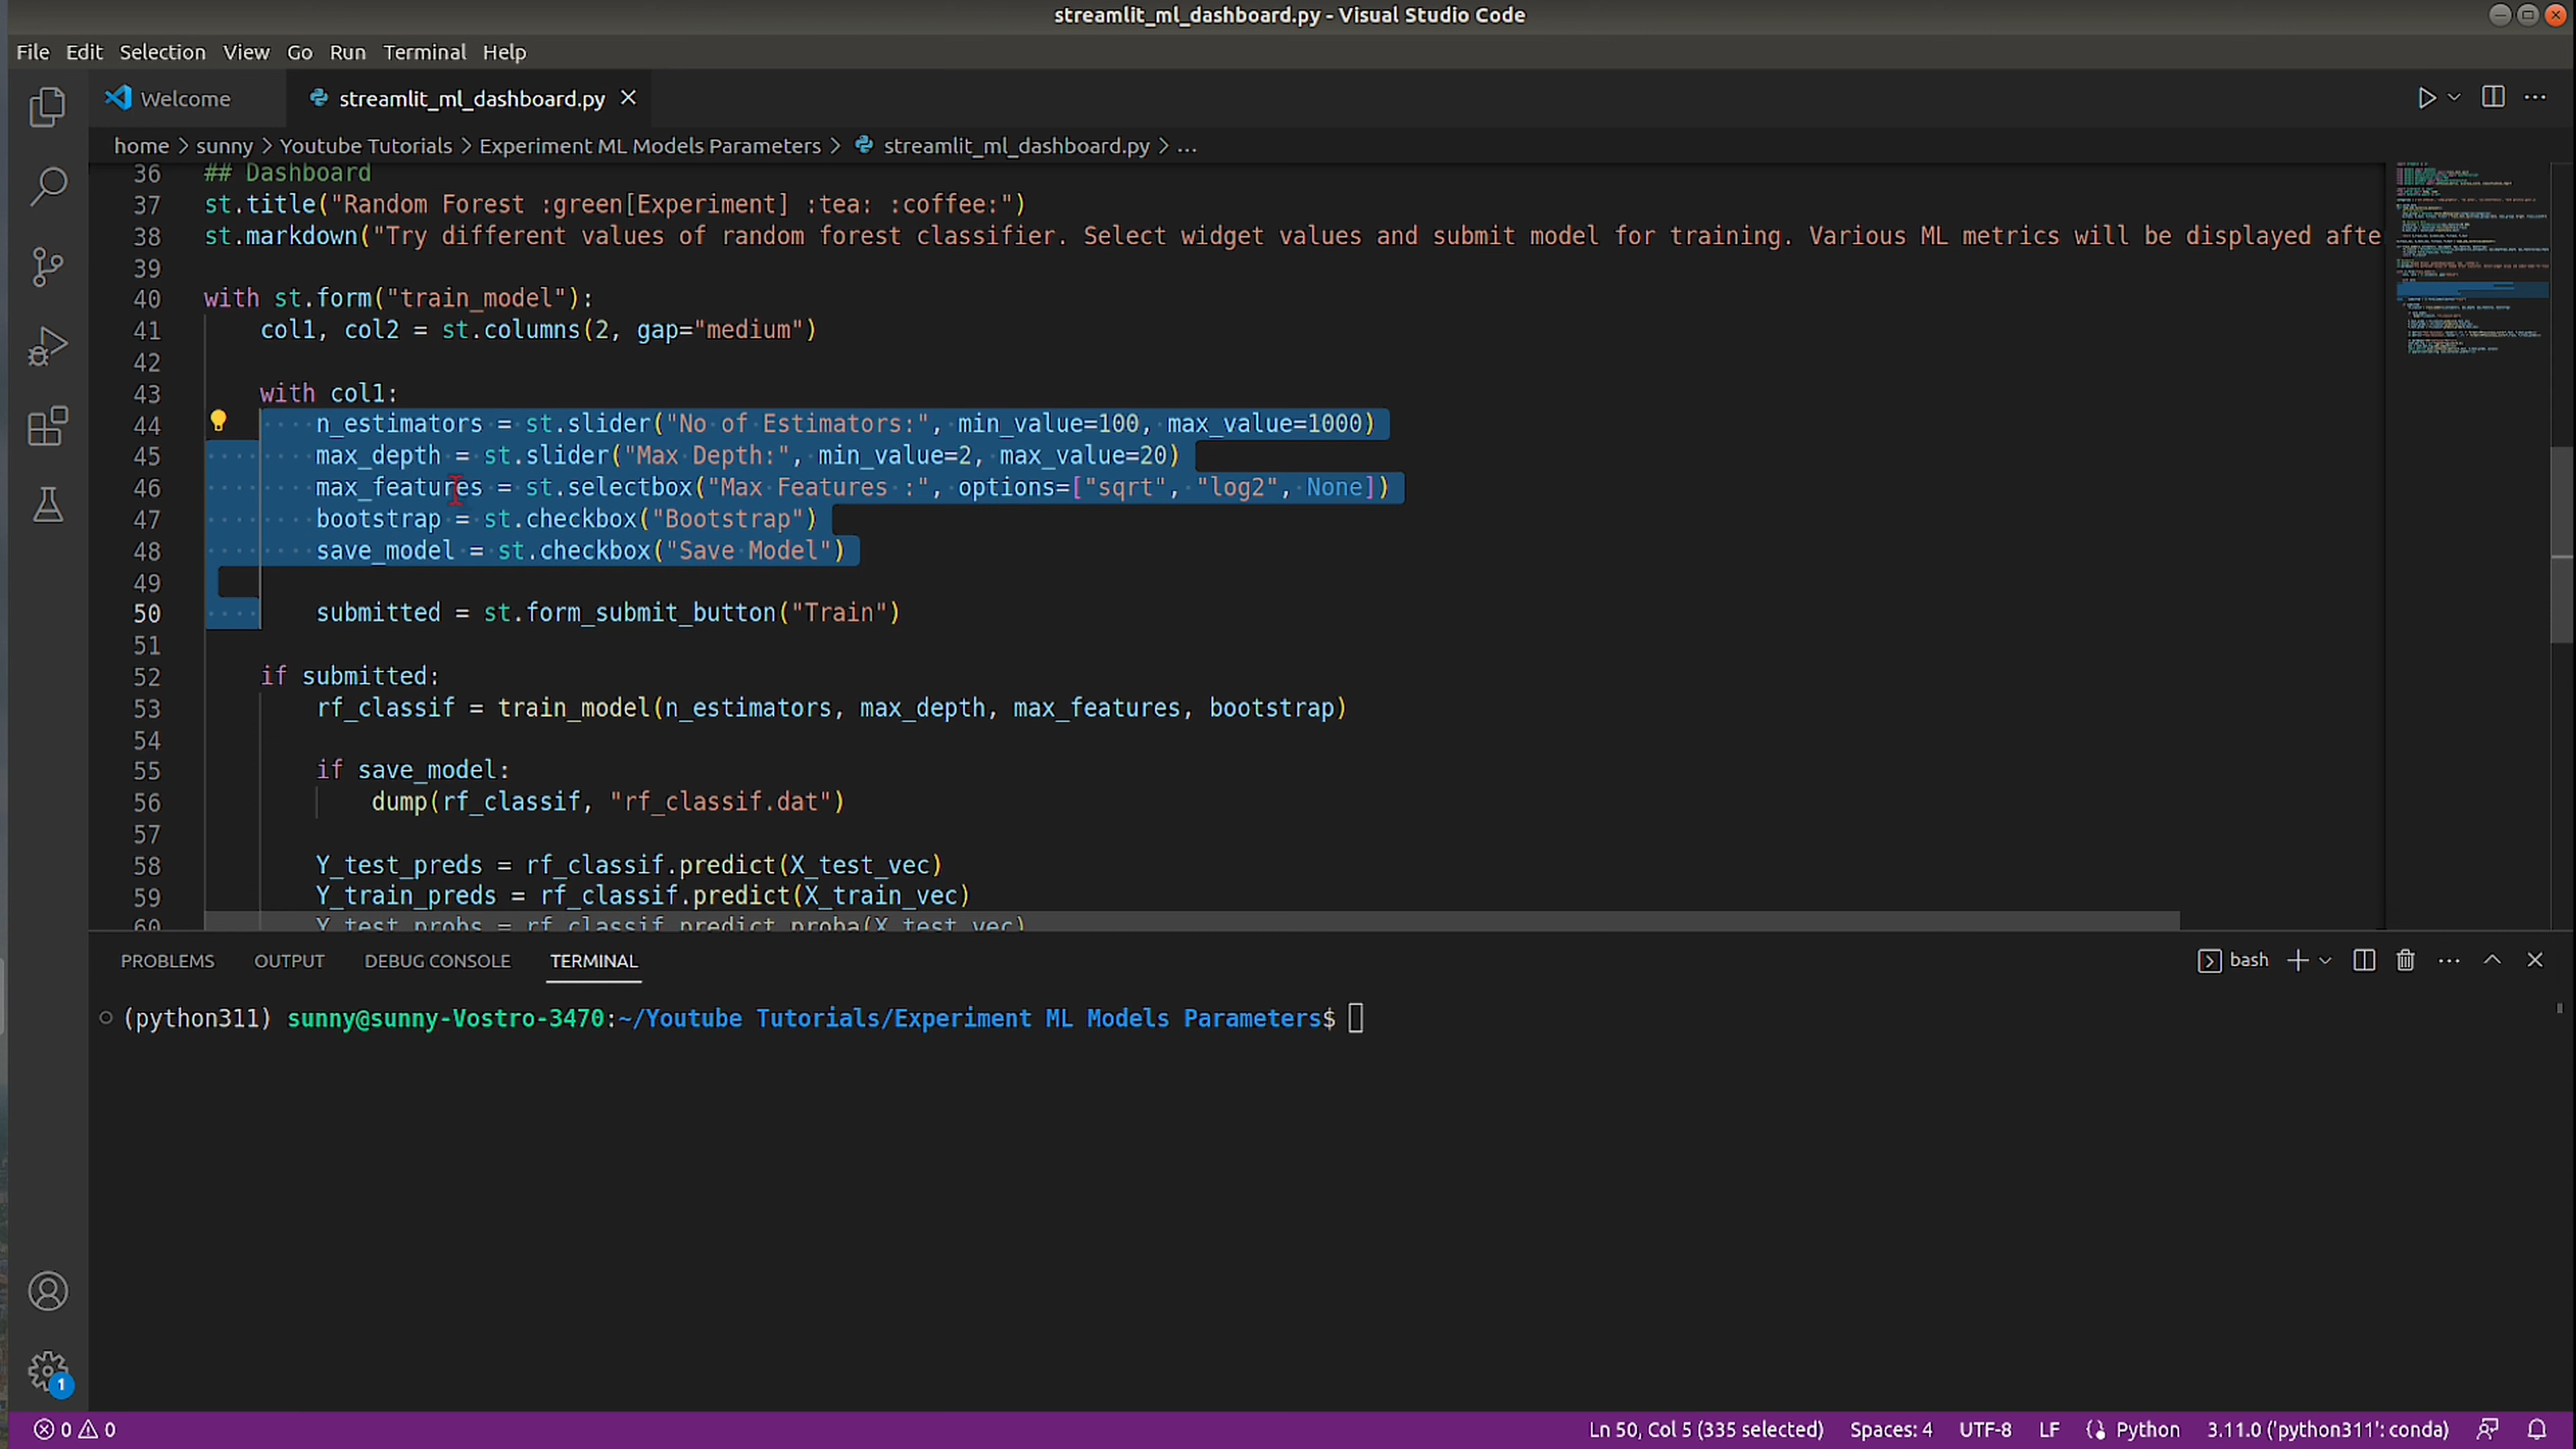 streamlit_ml_dashboard.py - Visual Studio Code
File Edit Selection View Go Run Terminal Help
Welcome streamlit_ml_dashboard.py
home > sunny > Youtube Tutorials > Experiment ML Models Parameters > streamlit_ml_dashboard.py > ...
36 ## Dashboard
37 st.title("Random Forest :green[Experiment] :tea: :coffee:")
38 st.markdown("Try different values of random forest classifier. Select widget values and submit model for training. Various ML metrics will be displayed afte
39
40 with st.form("train_model"):
41 col1, col2 = st.columns(2, gap="medium")
42
43 with col1:
44 n_estimators = st.slider("No of Estimators:", min_value=100, max_value=1000)
45 max_depth = st.slider("Max Depth:", min_value=2, max_value=20)
46 max_features = st.selectbox("Max Features :", options=["sqrt", "log2", None])
47 bootstrap = st.checkbox("Bootstrap")
48 save_model = st.checkbox("Save Model")
49
50 submitted = st.form_submit_button("Train")
51
52 if submitted:
53 rf_classif = train_model(n_estimators, max_depth, max_features, bootstrap)
54
55 if save_model:
56 dump(rf_classif, "rf_classif.dat")
57
58 Y_test_preds = rf_classif.predict(X_test_vec)
59 Y_train_preds = rf_classif.predict(X_train_vec)
60 Y_test_probs = rf_classif.predict_proba(X_test_vec)
PROBLEMS OUTPUT DEBUG CONSOLE TERMINAL bash
(python311) sunny@sunny-Vostro-3470:~/Youtube Tutorials/Experiment ML Models Parameters$
1
0 0 Ln 50, Col 5 (335 selected) Spaces: 4 UTF-8 LF Python 3.11.0 ('python311': conda)